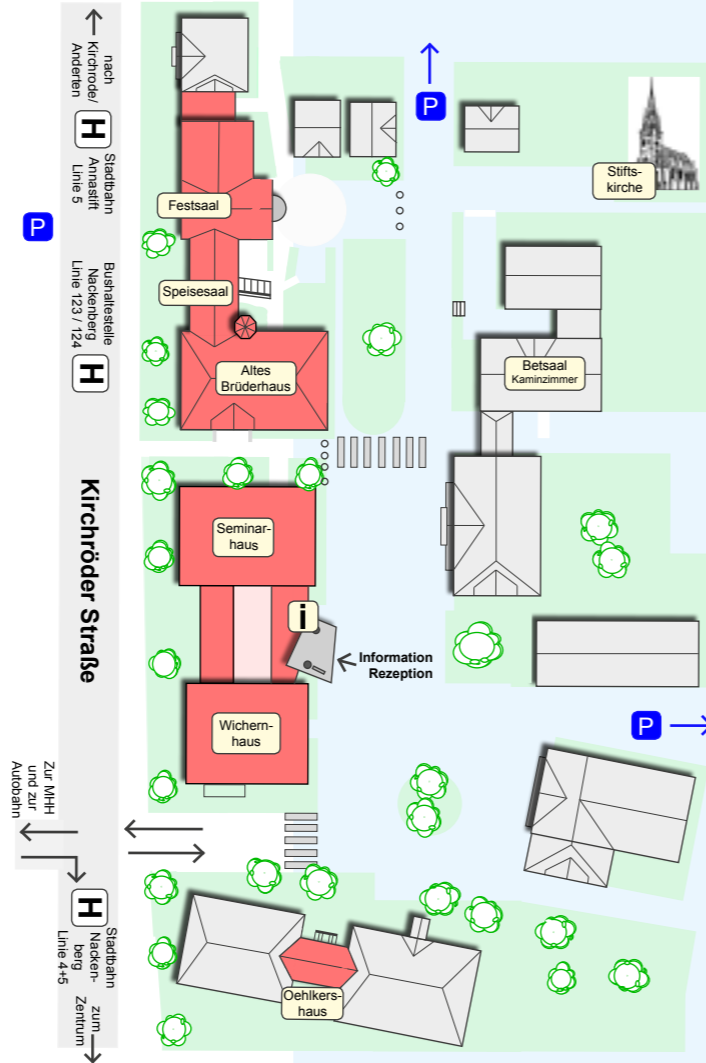 nach
Kirchrode/
Anderten
H
Stadtbahn
Annastift
Linie 5
P
Bushaltestelle
Nackenberg
Linie 123 / 124
H
Kirchröder Straße
Zur MHH
und zur
Autobahn
H
Stadtbahn
Nacken-
berg
Linie 4+5
zum
Zentrum
P
Stifts-
kirche
Festsaal
Speisesaal
Altes
Brüderhaus
Betsaal
Kaminzimmer
Seminar-
haus
i
Information
Rezeption
Wichern-
haus
P
Oehlkers-
haus